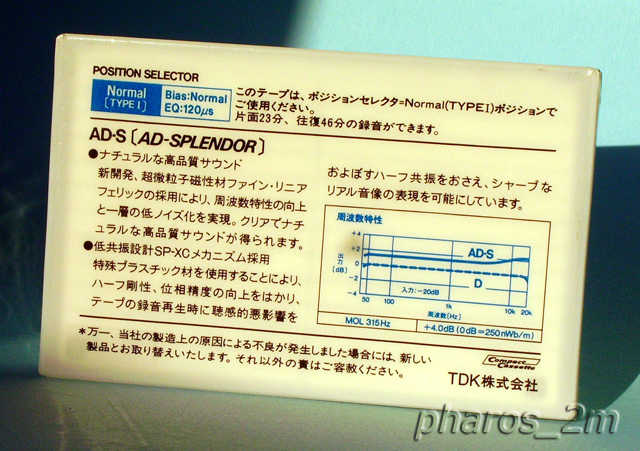 POSITION SELECTOR
Normal
[TYPE I]
Bias:Normal
EQ:120μs
このテープは、ポジションセレクタ=Normal(TYPE I)ポジションで
ご使用ください。
片面23分、往復46分の録音ができます。
AD-S [AD-SPLENDOR]
●ナチュラルな高品質サウンド
新開発、超微粒子磁性材ファイン・リニア
フェリックの採用により、周波数特性の向上
と一層の低ノイズ化を実現。クリアでナチ
ュラルな高品質サウンドが得られます。
●低共振設計SP-XCメカニズム採用
特殊プラスチック材を使用することにより、
ハーフ剛性、位相精度の向上をはかり、
テープの録音再生時に聴感的悪影響を
およぼすハーフ共振をおさえ、シャープな
リアル音像の表現を可能にしています。
周波数特性
+4
+2
0
-2
-4
出力(dB)
AD-S
D
入力:-20dB
50 100 1k 10k 20k
周波数(Hz)
MOL 315Hz
+4.0dB(0dB=250nWb/m)
*万一、当社の製造上の原因による不良が発生しました場合には、新しい
製品とお取り替えいたします。それ以外の責はご容赦ください。
Compact Cassette
TDK株式会社
pharos_2m